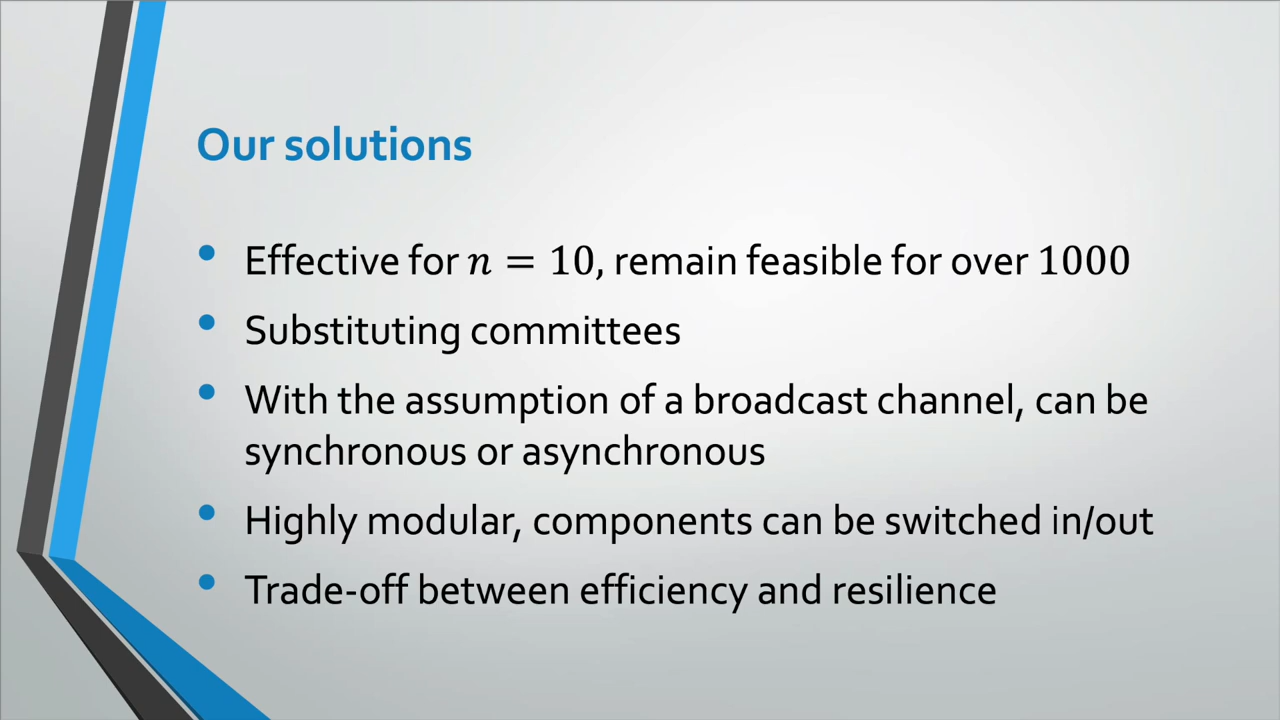 Our solutions
• Effective for n = 10, remain feasible for over 1000
• Substituting committees
• With the assumption of a broadcast channel, can be
synchronous or asynchronous
• Highly modular, components can be switched in/out
• Trade-off between efficiency and resilience